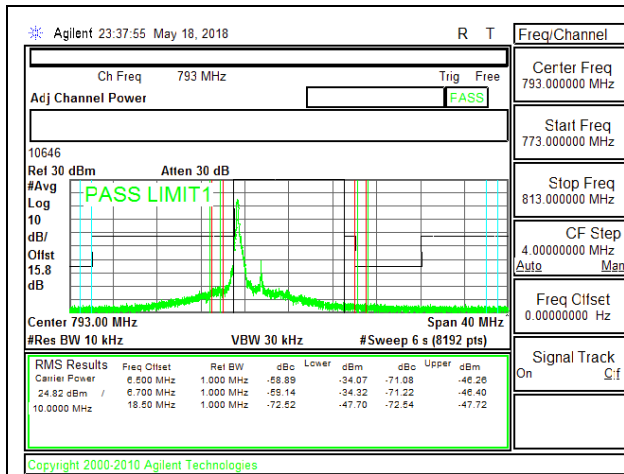 Agilent 23:37:55 May 18, 2018 R T
Freq/Channel
Ch Freq 793 MHz Trig Free
Adj Channel Power PASS
Center Freq
793.000000 MHz
Start Freq
773.000000 MHz
Stop Freq
813.000000 MHz
CF Step
4.00000000 MHz
Auto Man
Freq Offset
0.00000000 Hz
Signal Track
On Off
10646
Ref 30 dBm Atten 30 dB
#Avg
Log
10
dB/
Offst
15.8
dB
PASS LIMIT1
Center 793.00 MHz Span 40 MHz
#Res BW 10 kHz VBW 30 kHz #Sweep 6 s (8192 pts)
RMS Results Freq Offset Ref BW dBc Lower dBm dBc Upper dBm
Carrier Power 6.500 MHz 1.000 MHz -58.89 -34.07 -71.08 -46.26
24.82 dBm / 6.700 MHz 1.000 MHz -59.14 -34.32 -71.22 -46.40
10.0000 MHz 18.50 MHz 1.000 MHz -72.52 -47.70 -72.54 -47.72
Copyright 2000-2010 Agilent Technologies